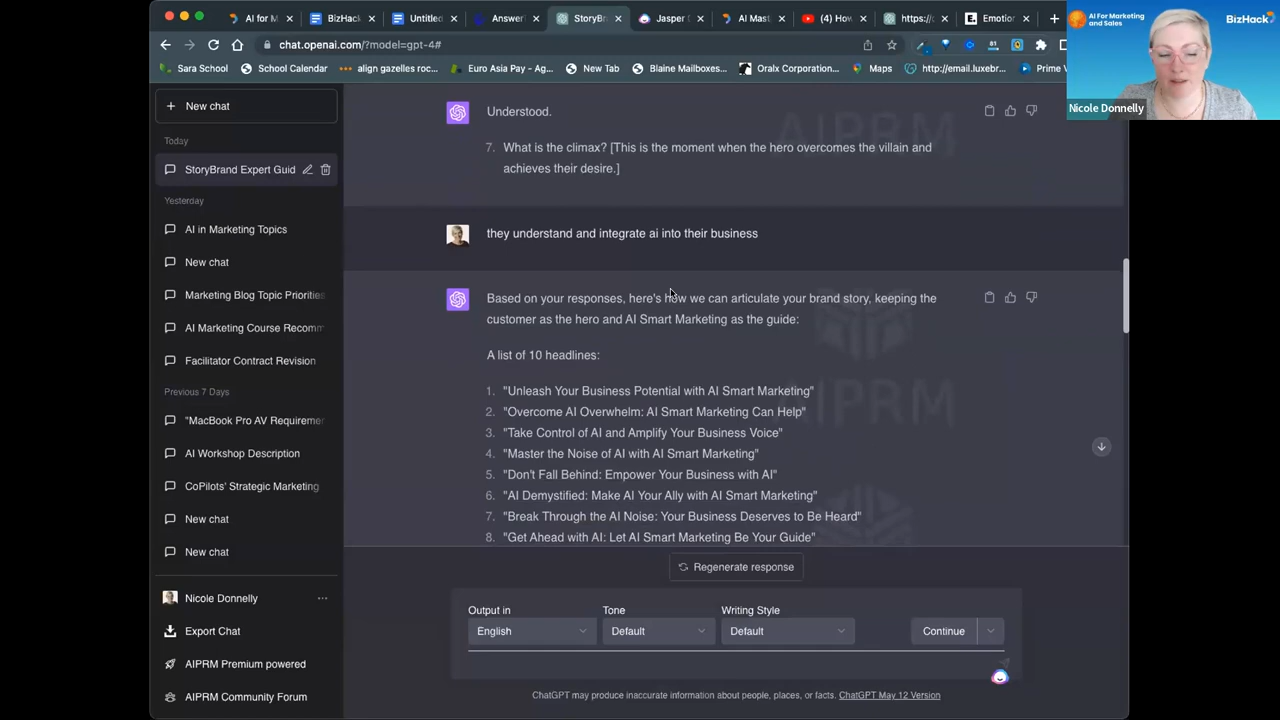 AI for M
BizHack
Untitled
Answer
StoryBra
Jasper
AI Mast
(4) How
https://c
Emotio
chat.openai.com/?model=gpt-4#
Sara School
School Calendar
align gazelles roc...
Euro Asia Pay - Ag...
New Tab
Blaine Mailboxes...
Oralx Corporation...
Maps
http://email.luxebr...
Prime V
AI For Marketing
and Sales
BizHack
Nicole Donnelly
New chat
Today
StoryBrand Expert Guid
Yesterday
AI in Marketing Topics
New chat
Marketing Blog Topic Priorities
AI Marketing Course Recomm
Facilitator Contract Revision
Previous 7 Days
"MacBook Pro AV Requiremer
AI Workshop Description
CoPilots' Strategic Marketing
New chat
New chat
Nicole Donnelly
...
Export Chat
AIPRM Premium powered
AIPRM Community Forum
Understood.
7. What is the climax? [This is the moment when the hero overcomes the villain and
achieves their desire.]
they understand and integrate ai into their business
Based on your responses, here's how we can articulate your brand story, keeping the
customer as the hero and AI Smart Marketing as the guide:
A list of 10 headlines:
1. "Unleash Your Business Potential with AI Smart Marketing"
2. "Overcome AI Overwhelm: AI Smart Marketing Can Help"
3. "Take Control of AI and Amplify Your Business Voice"
4. "Master the Noise of AI with AI Smart Marketing"
5. "Don't Fall Behind: Empower Your Business with AI"
6. "AI Demystified: Make AI Your Ally with AI Smart Marketing"
7. "Break Through the AI Noise: Your Business Deserves to Be Heard"
8. "Get Ahead with AI: Let AI Smart Marketing Be Your Guide"
AIPRM
AIPRM
Regenerate response
Output in
Tone
Writing Style
English
Default
Default
Continue
ChatGPT may produce inaccurate information about people, places, or facts. ChatGPT May 12 Version